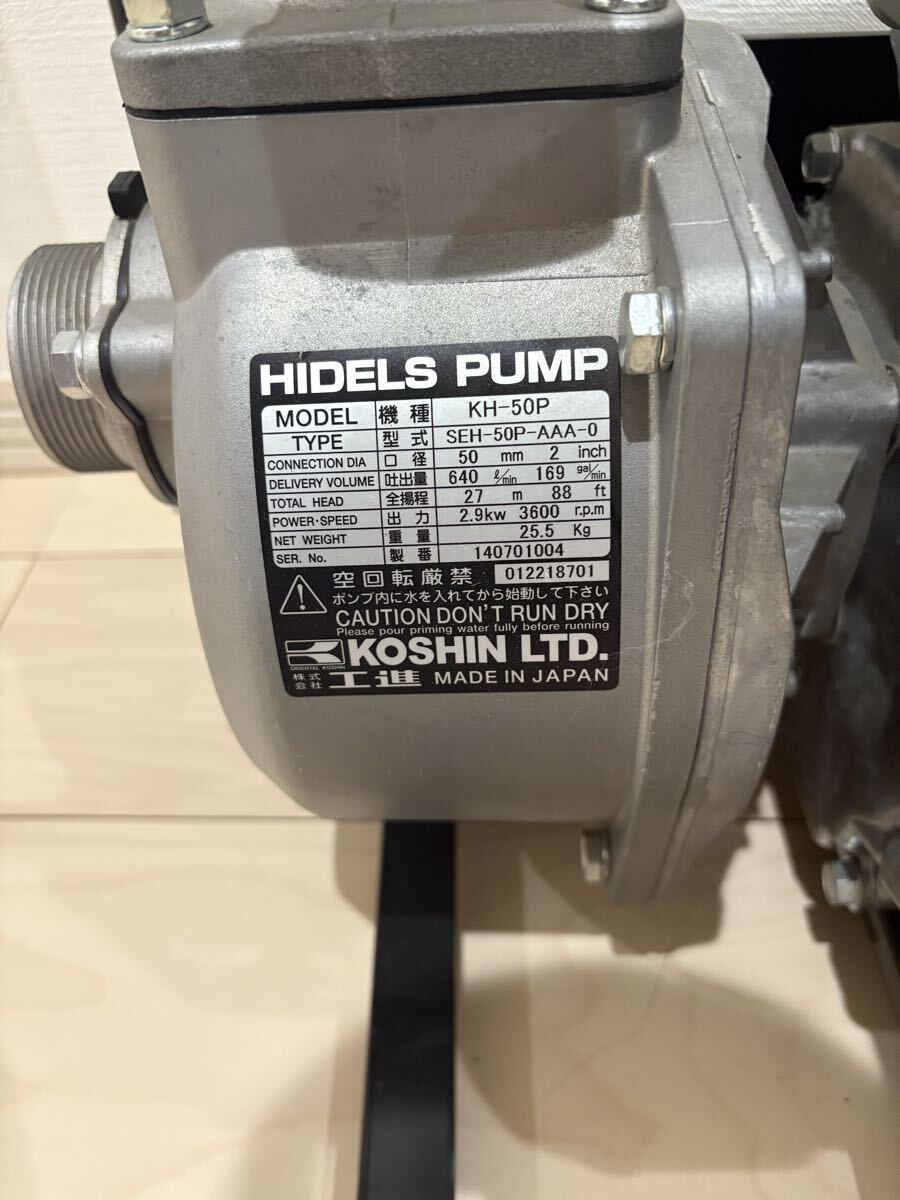 HIDELS PUMP
MODEL 機種 KH-50P
TYPE 型式 SEH-50P-AAA-0
CONNECTION DIA 口径 50 mm 2 inch
DELIVERY VOLUME 吐出量 640 ℓ/min 169 gal/min
TOTAL HEAD 全揚程 27 m 88 ft
POWER·SPEED 出力 2.9kw 3600 r.p.m
NET WEIGHT 重量 25.5 Kg
SER. No. 製番 140701004
空回転厳禁 012218701
ポンプ内に水を入れてから始動して下さい
CAUTION DON'T RUN DRY
Please pour priming water fully before running
ORIENTAL KOSHIN KOSHIN LTD.
株式会社 工進 MADE IN JAPAN